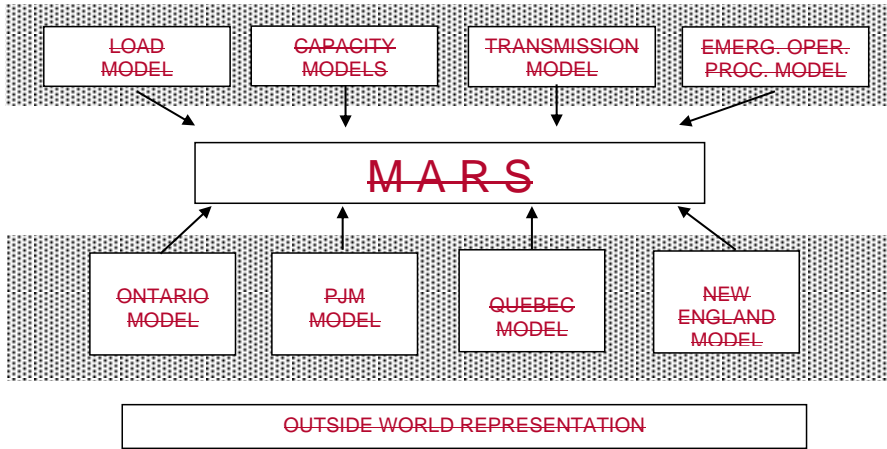 LOAD
MODEL
CAPACITY
MODELS
TRANSMISSION
MODEL
EMERG. OPER.
PROC. MODEL
M A R S
ONTARIO
MODEL
PJM
MODEL
QUEBEC
MODEL
NEW
ENGLAND
MODEL
OUTSIDE WORLD REPRESENTATION